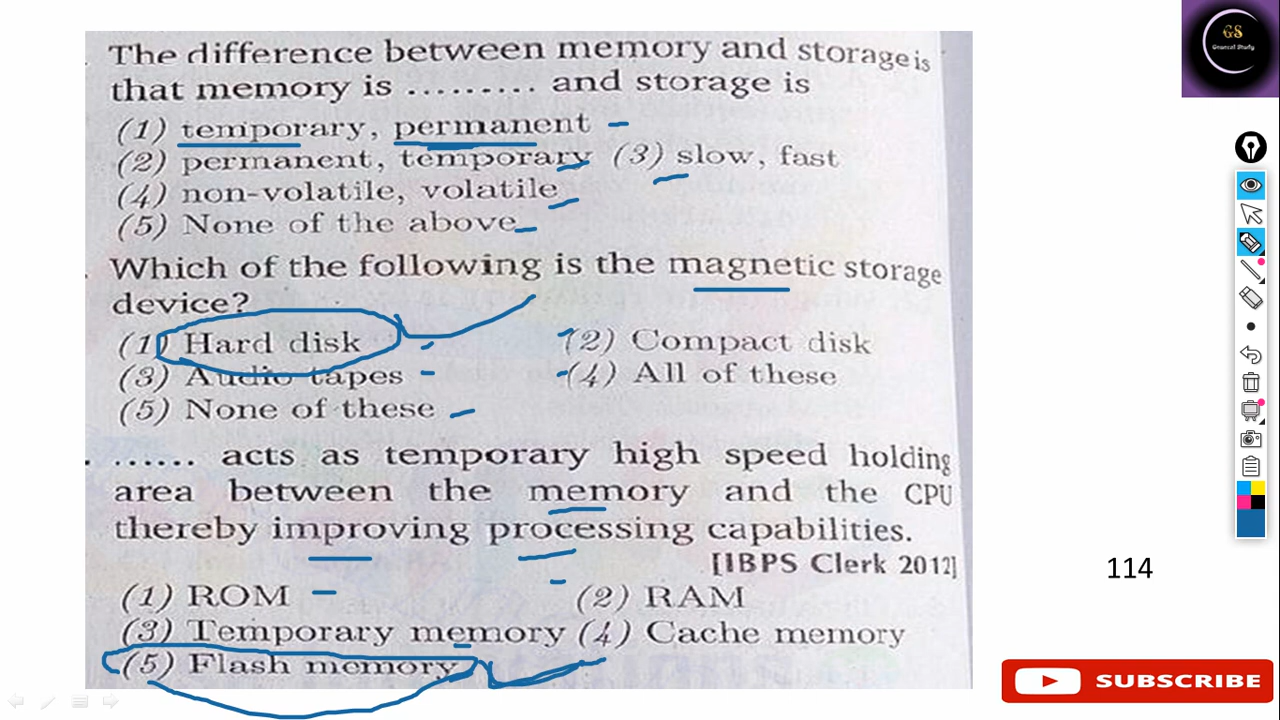 The difference between memory and storage is
that memory is ......... and storage is
(1) temporary, permanent
(2) permanent, temporary (3) slow, fast
(4) non-volatile, volatile
(5) None of the above
Which of the following is the magnetic storage
device?
(1) Hard disk (2) Compact disk
(3) Audio tapes (4) All of these
(5) None of these
....... acts as temporary high speed holding
area between the memory and the CPU
thereby improving processing capabilities.
[IBPS Clerk 2012]
(1) ROM (2) RAM
(3) Temporary memory (4) Cache memory
(5) Flash memory
GS
Gnansol Study
114
SUBSCRIBE